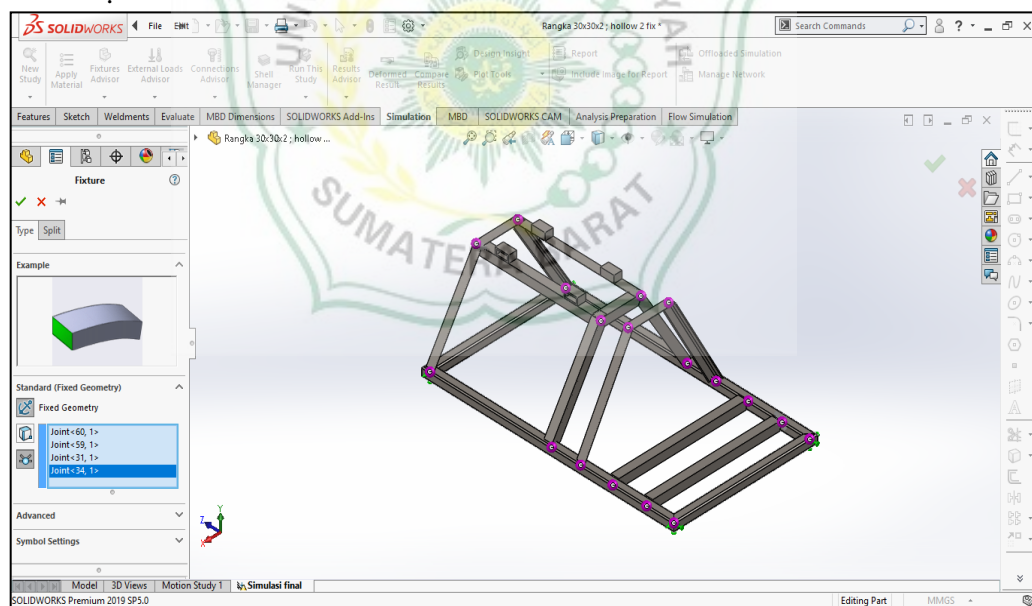 SOLIDWORKS File Edit Rangka 30x30x2 ; hollow 2 fix * Search Commands ?
New Study
Apply Material
Fixtures Advisor
External Loads Advisor
Connections Advisor
Shell Manager
Run This Study
Results Advisor
Deformed Result
Compare Results
Design Insight
Plot Tools
Report
Include Image for Report
Offloaded Simulation
Manage Network
Features Sketch Weldments Evaluate MBD Dimensions SOLIDWORKS Add-Ins Simulation MBD SOLIDWORKS CAM Analysis Preparation Flow Simulation
Rangka 30x30x2 ; hollow ...
Fixture
Type Split
Example
Standard (Fixed Geometry)
Fixed Geometry
Joint<60, 1>
Joint<59, 1>
Joint<31, 1>
Joint<34, 1>
Advanced
Symbol Settings
SUMATERA BARAT
Y
Z
X
Model 3D Views Motion Study 1 Simulasi final
SOLIDWORKS Premium 2019 SP5.0 Editing Part MMGS